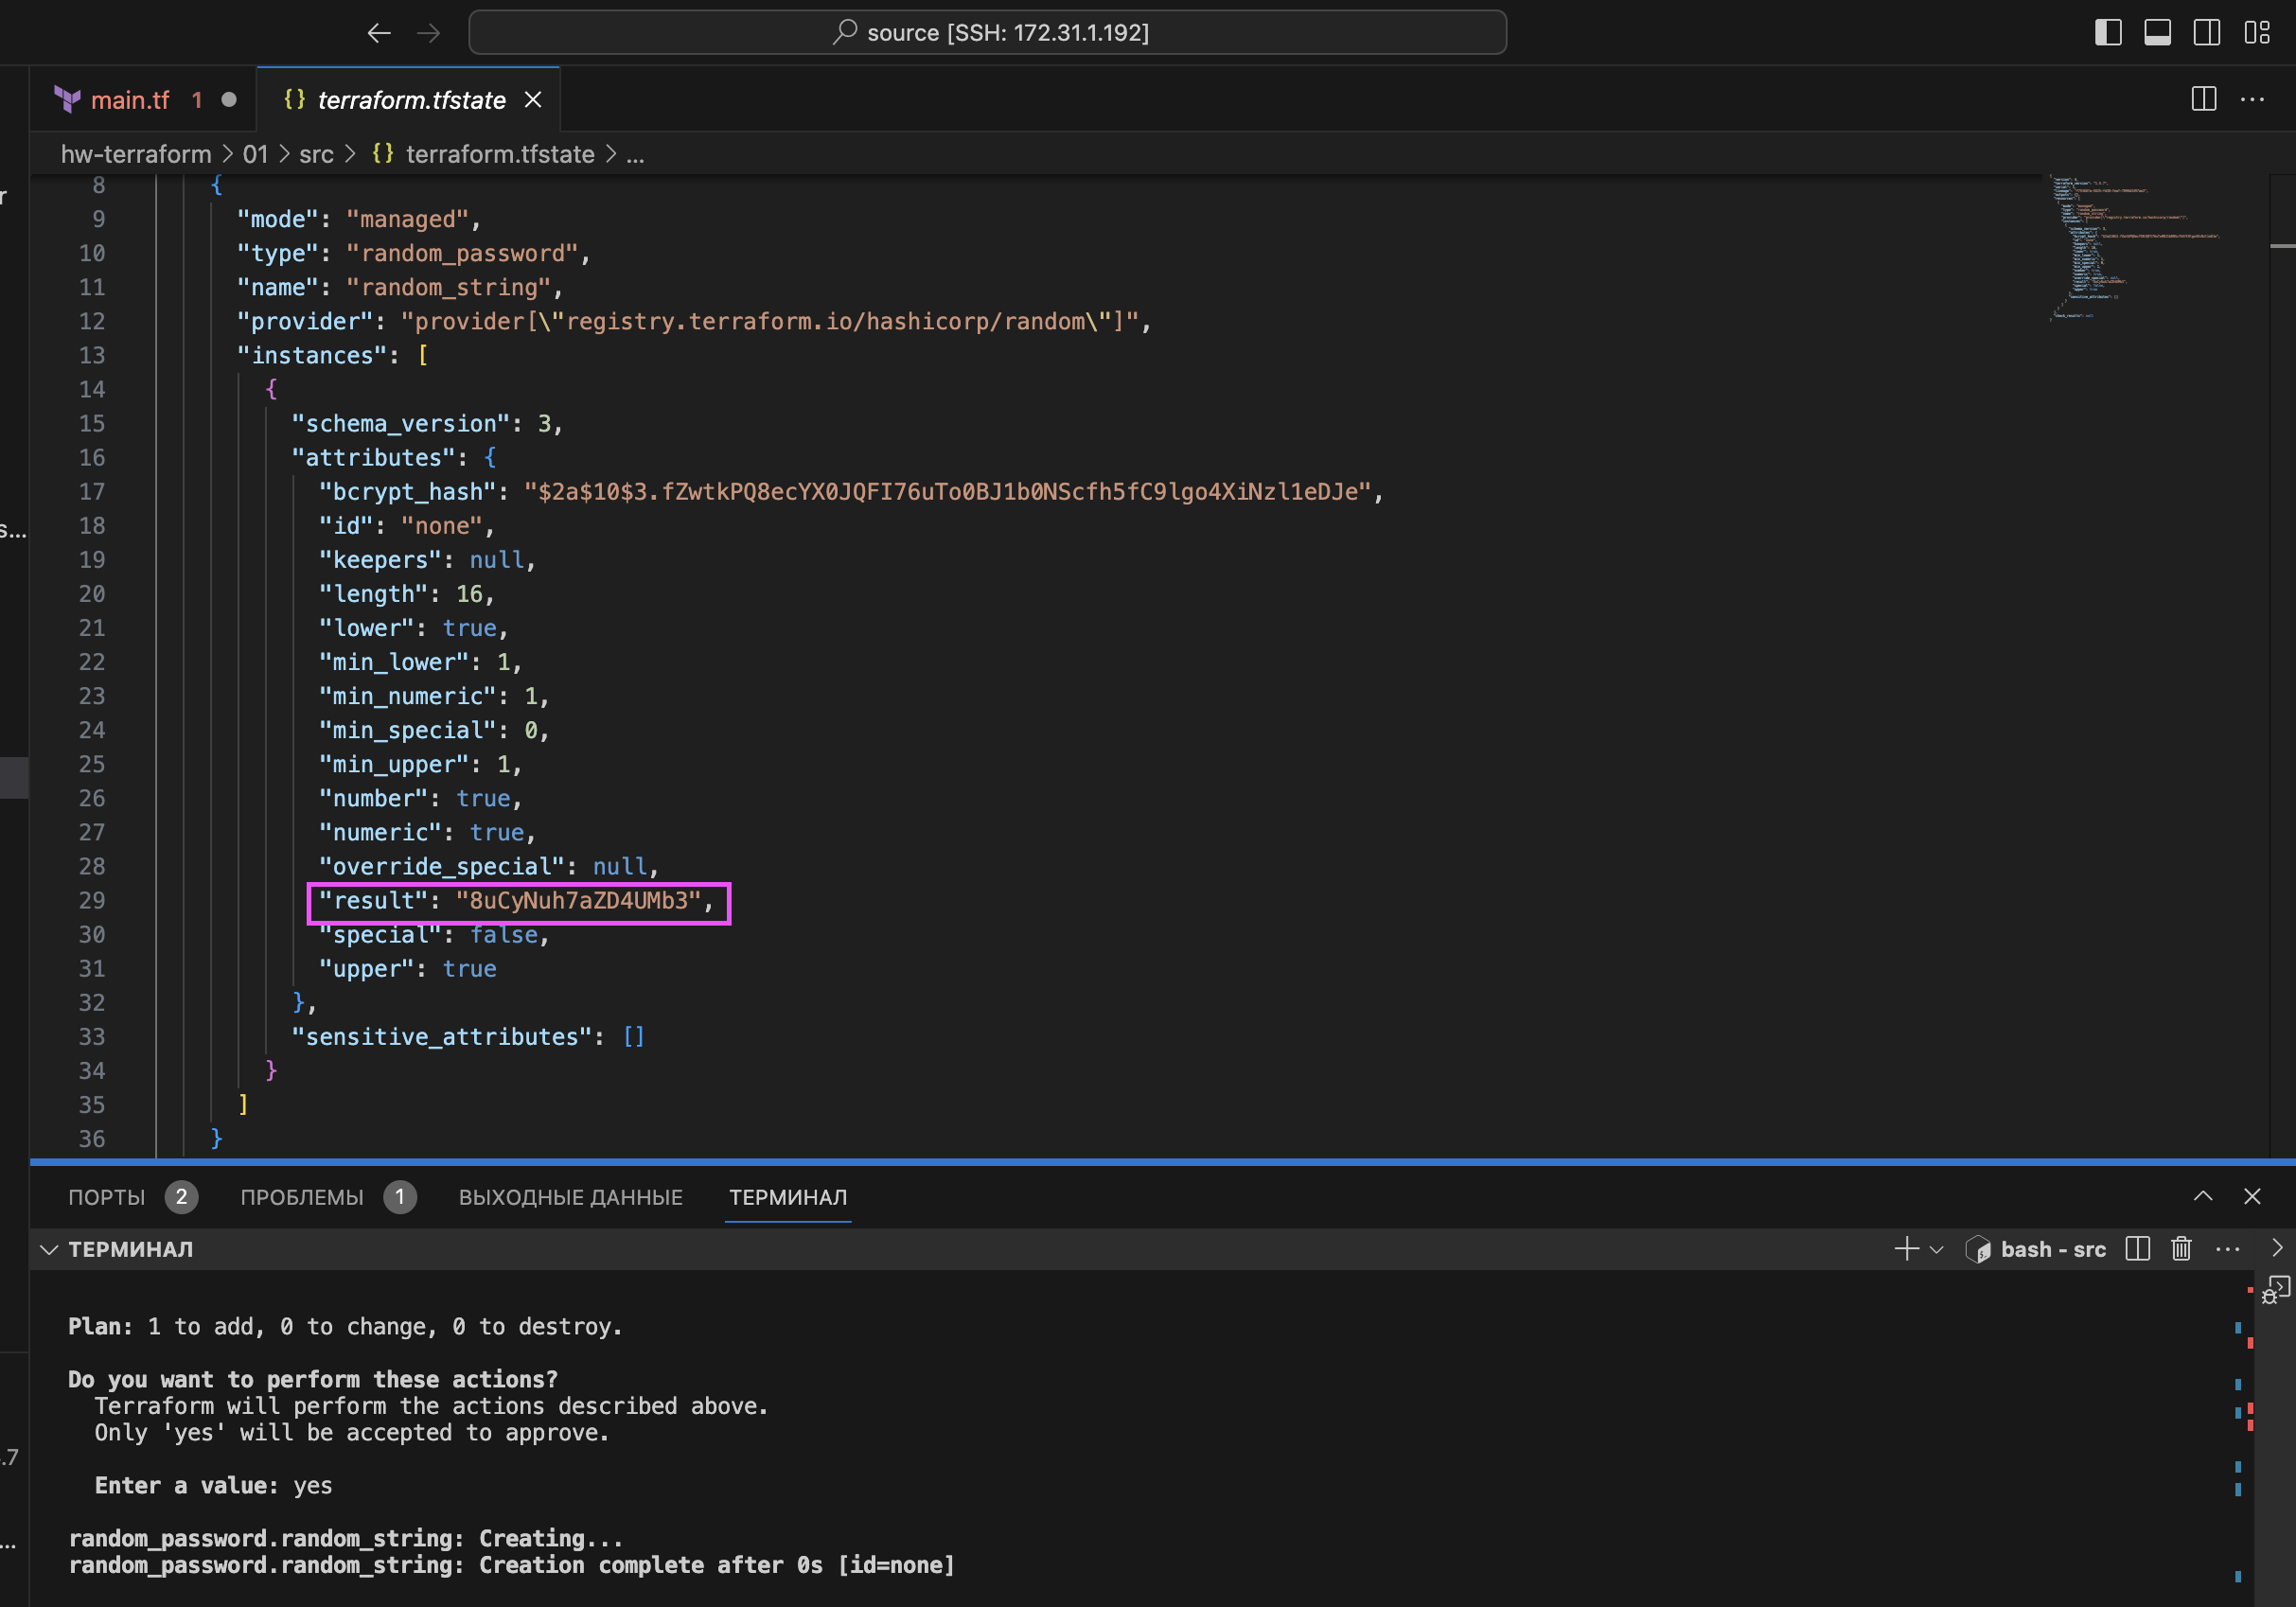 source [SSH: 172.31.1.192]
main.tf 1
{} terraform.tfstate
hw-terraform > 01 > src > {} terraform.tfstate > ...
8 {
9 "mode": "managed",
10 "type": "random_password",
11 "name": "random_string",
12 "provider": "provider[\"registry.terraform.io/hashicorp/random\"]",
13 "instances": [
14 {
15 "schema_version": 3,
16 "attributes": {
17 "bcrypt_hash": "$2a$10$3.fZwtkPQ8ecYX0JQFI76uTo0BJ1b0NScfh5fC9lgo4XiNzl1eDJe",
18 "id": "none",
19 "keepers": null,
20 "length": 16,
21 "lower": true,
22 "min_lower": 1,
23 "min_numeric": 1,
24 "min_special": 0,
25 "min_upper": 1,
26 "number": true,
27 "numeric": true,
28 "override_special": null,
29 "result": "8uCyNuh7aZD4UMb3",
30 "special": false,
31 "upper": true
32 },
33 "sensitive_attributes": []
34 }
35 ]
36 }
ПОРТЫ 2 ПРОБЛЕМЫ 1 ВЫХОДНЫЕ ДАННЫЕ ТЕРМИНАЛ
ТЕРМИНАЛ
bash - src
Plan: 1 to add, 0 to change, 0 to destroy.
Do you want to perform these actions?
Terraform will perform the actions described above.
Only 'yes' will be accepted to approve.
.7
Enter a value: yes
random_password.random_string: Creating...
random_password.random_string: Creation complete after 0s [id=none]